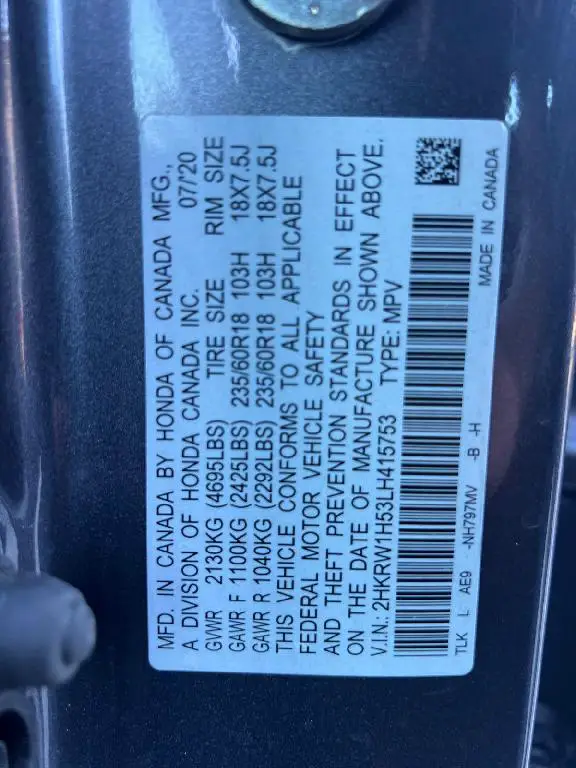 MFD. IN CANADA BY HONDA OF CANADA MFG.,
A DIVISION OF HONDA CANADA INC. 07/'20
GVWR 2130KG (4695LBS) TIRE SIZE RIM SIZE
GAWR F 1100KG (2425LBS) 235/60R18 103H 18X7.5J
GAWR R 1040KG (2292LBS) 235/60R18 103H 18X7.5J
THIS VEHICLE CONFORMS TO ALL APPLICABLE
FEDERAL MOTOR VEHICLE SAFETY
AND THEFT PREVENTION STANDARDS IN EFFECT
ON THE DATE OF MANUFACTURE SHOWN ABOVE.
V.I.N.: 2HKRW1H53LH415753 TYPE: MPV
TLK L AE9 -NH797MV -B -H
MADE IN CANADA